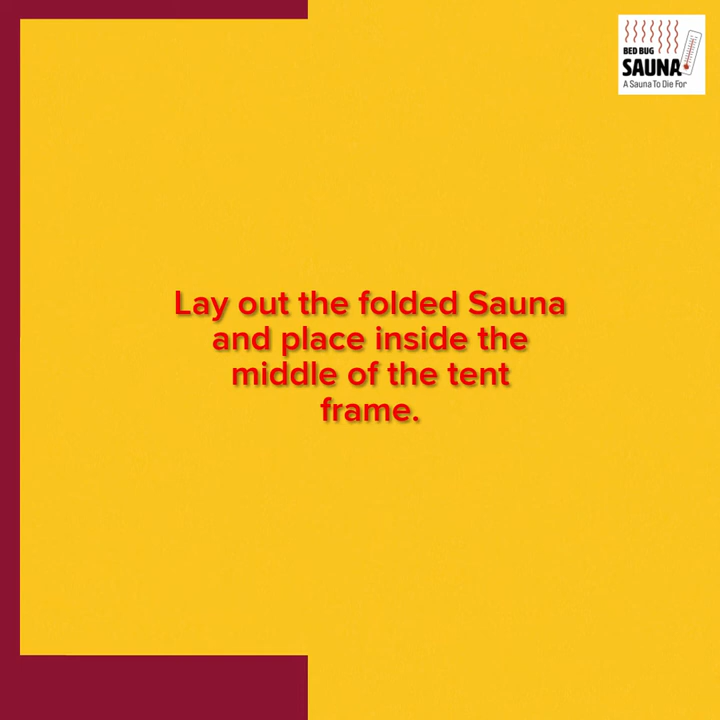 BED BUG
SAUNA
A Sauna To Die For
Lay out the folded Sauna
and place inside the
middle of the tent
frame.